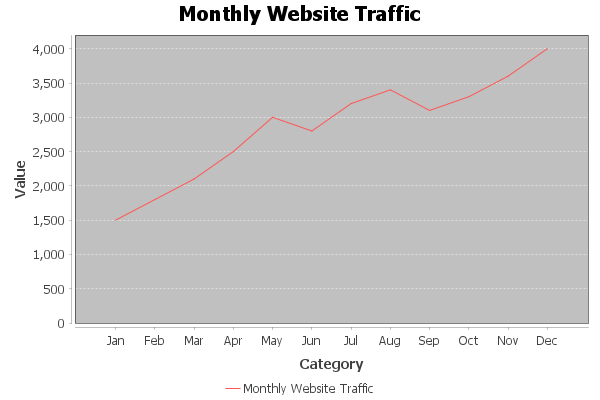 Monthly Website Traffic
4,000
3,500
3,000
2,500
2,000
1,500
1,000
500
0
Value
Jan Feb Mar Apr May Jun Jul Aug Sep Oct Nov Dec
Category
Monthly Website Traffic